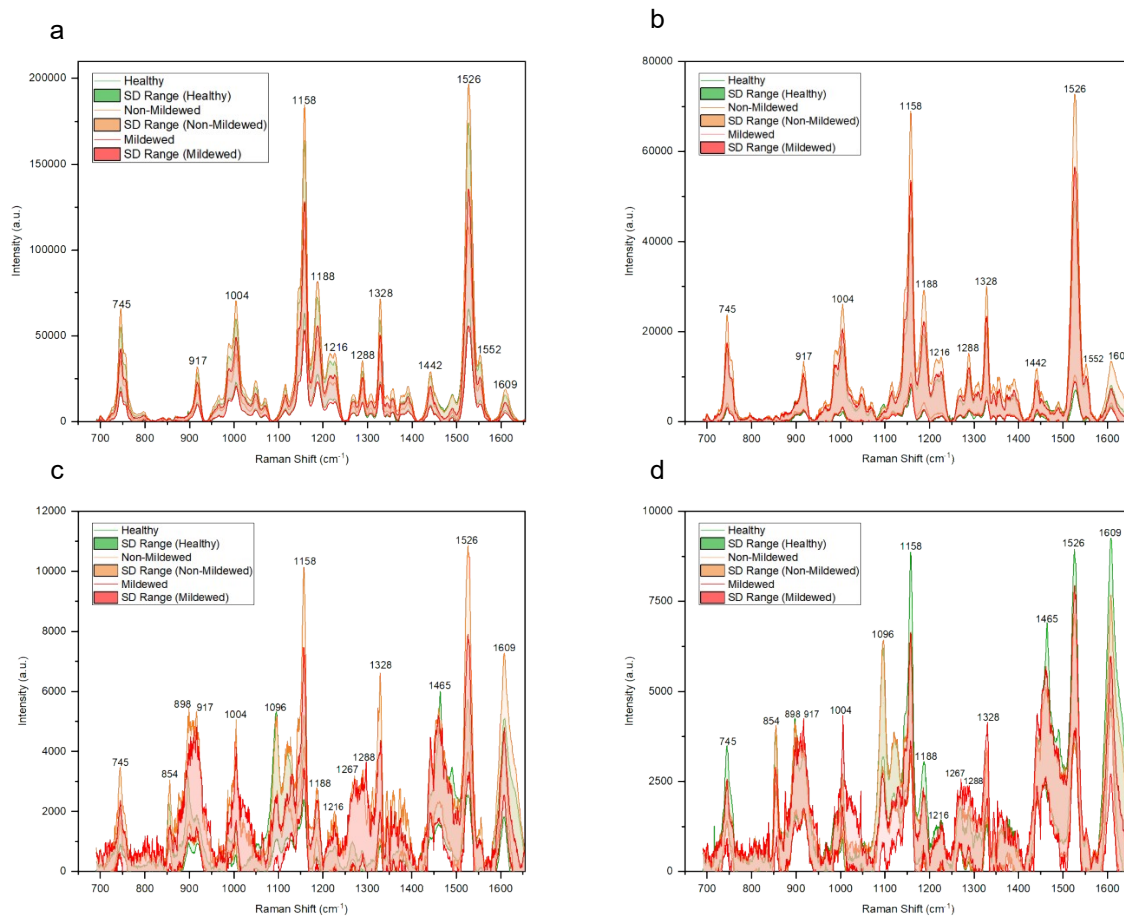 a
Healthy
SD Range (Healthy)
Non-Mildewed
SD Range (Non-Mildewed)
Mildewed
SD Range (Mildewed)
200000
150000
100000
50000
0
Intensity (a.u.)
745
917
1004
1158
1188
1216
1288
1328
1442
1526
1552
1609
700 800 900 1000 1100 1200 1300 1400 1500 1600
Raman Shift (cm⁻¹)
b
Healthy
SD Range (Healthy)
Non-Mildewed
SD Range (Non-Mildewed)
Mildewed
SD Range (Mildewed)
80000
60000
40000
20000
0
Intensity (a.u.)
745
917
1004
1158
1188
1216
1288
1328
1442
1526
1552
160
700 800 900 1000 1100 1200 1300 1400 1500 1600
Raman Shift (cm⁻¹)
c
Healthy
SD Range (Healthy)
Non-Mildewed
SD Range (Non-Mildewed)
Mildewed
SD Range (Mildewed)
12000
10000
8000
6000
4000
2000
0
Intensity (a.u.)
745
854
898
917
1004
1096
1158
1188
1216
1267
1288
1328
1465
1526
1609
700 800 900 1000 1100 1200 1300 1400 1500 1600
Raman Shift (cm⁻¹)
d
Healthy
SD Range (Healthy)
Non-Mildewed
SD Range (Non-Mildewed)
Mildewed
SD Range (Mildewed)
10000
7500
5000
2500
0
Intensity (a.u.)
745
854
898
917
1004
1096
1158
1188
1216
1267
1288
1328
1465
1526
1609
700 800 900 1000 1100 1200 1300 1400 1500 1600
Raman Shift (cm⁻¹)